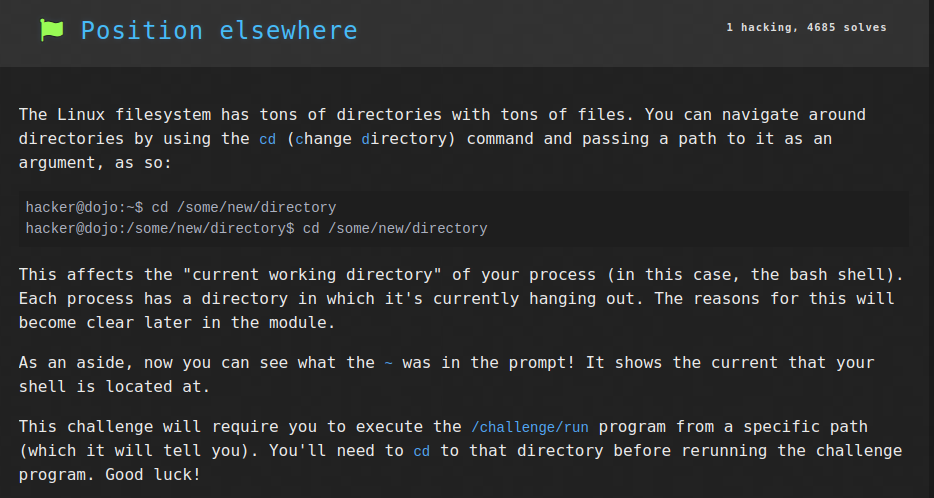 Position elsewhere
1 hacking, 4685 solves
The Linux filesystem has tons of directories with tons of files. You can navigate around
directories by using the cd (change directory) command and passing a path to it as an
argument, as so:
hacker@dojo:~$ cd /some/new/directory
hacker@dojo:/some/new/directory$ cd /some/new/directory
This affects the "current working directory" of your process (in this case, the bash shell).
Each process has a directory in which it's currently hanging out. The reasons for this will
become clear later in the module.
As an aside, now you can see what the ~ was in the prompt! It shows the current that your
shell is located at.
This challenge will require you to execute the /challenge/run program from a specific path
(which it will tell you). You'll need to cd to that directory before rerunning the challenge
program. Good luck!